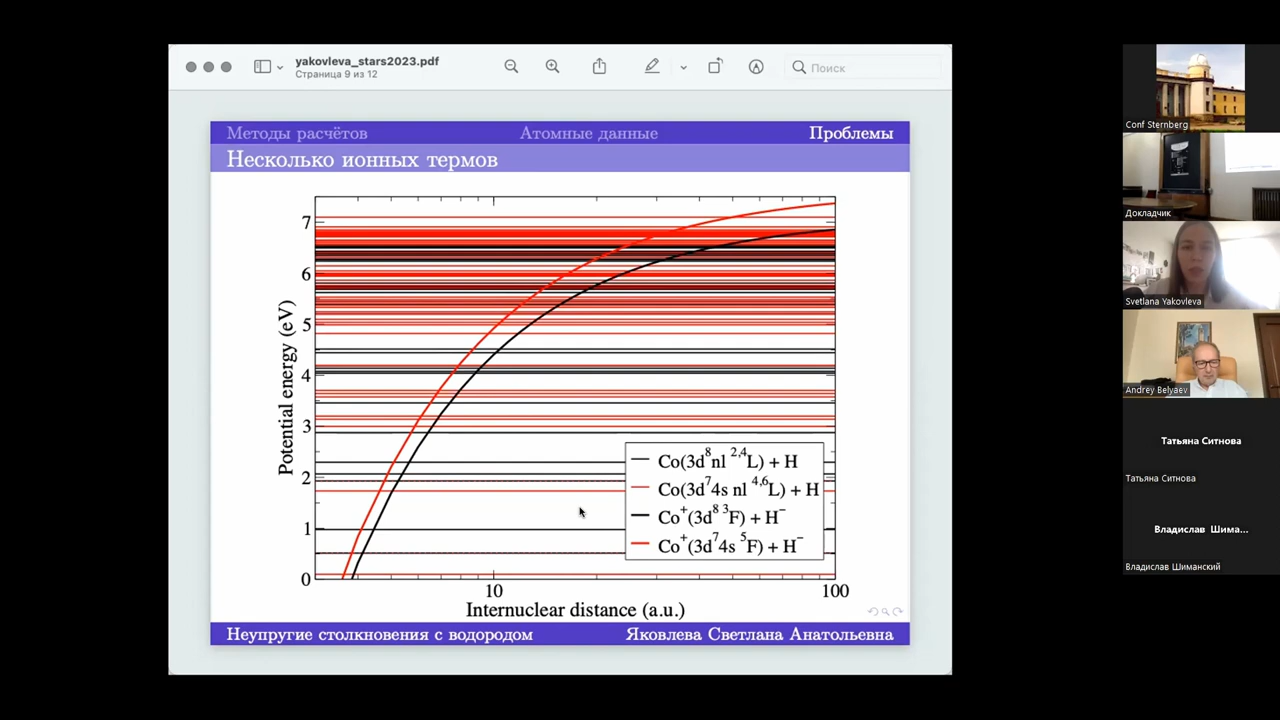 yakovleva_stars2023.pdf
Страница 9 из 12
Поиск
Методы расчётов
Атомные данные
Проблемы
Несколько ионных термов
Potential energy (eV)
7
6
5
4
3
2
1
0
Co(3d⁸nl ²,⁴L) + H
Co(3d⁷4s nl ⁴,⁶L) + H
Co⁺(3d⁸ ³F) + H⁻
Co⁺(3d⁷4s ⁵F) + H⁻
10
100
Internuclear distance (a.u.)
Неупругие столкновения с водородом
Яковлева Светлана Анатольевна
Conf Sternberg
Докладчик
Svetlana Yakovleva
Andrey Belyaev
Татьяна Ситнова
Татьяна Ситнова
Владислав Шима...
Владислав Шиманский